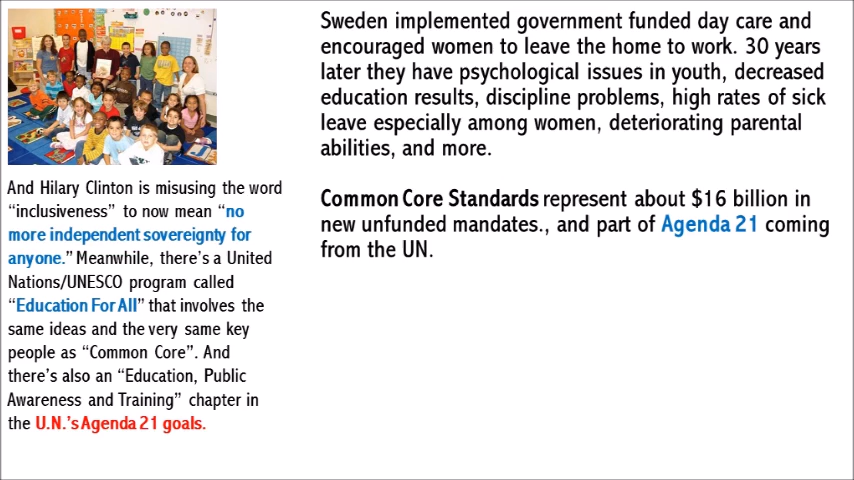 And Hilary Clinton is misusing the word
“inclusiveness” to now mean “no
more independent sovereignty for
anyone.” Meanwhile, there’s a United
Nations/UNESCO program called
“Education For All” that involves the
same ideas and the very same key
people as “Common Core”. And
there’s also an “Education, Public
Awareness and Training” chapter in
the U.N.’s Agenda 21 goals.
Sweden implemented government funded day care and
encouraged women to leave the home to work. 30 years
later they have psychological issues in youth, decreased
education results, discipline problems, high rates of sick
leave especially among women, deteriorating parental
abilities, and more.
Common Core Standards represent about $16 billion in
new unfunded mandates., and part of Agenda 21 coming
from the UN.